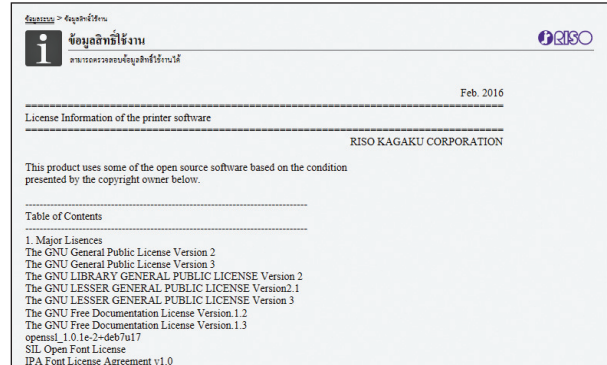 ข้อมูลระบบ > ข้อมูลสิทธิ์ใช้งาน
ข้อมูลสิทธิ์ใช้งาน
RISO
สามารถตรวจสอบข้อมูลสิทธิ์ใช้งานได้
Feb. 2016
================================================================================
License Information of the printer software
================================================================================
RISO KAGAKU CORPORATION
This product uses some of the open source software based on the condition
presented by the copyright owner below.
--------------------------------------------------------------------------------
Table of Contents
--------------------------------------------------------------------------------
1. Major Lisences
The GNU General Public License Version 2
The GNU General Public License Version 3
The GNU LIBRARY GENERAL PUBLIC LICENSE Version 2
The GNU LESSER GENERAL PUBLIC LICENSE Version2.1
The GNU LESSER GENERAL PUBLIC LICENSE Version 3
The GNU Free Documentation License Version.1.2
The GNU Free Documentation License Version.1.3
openssl_1.0.1e-2+deb7u17
SIL Open Font License
IPA Font License Agreement v1.0